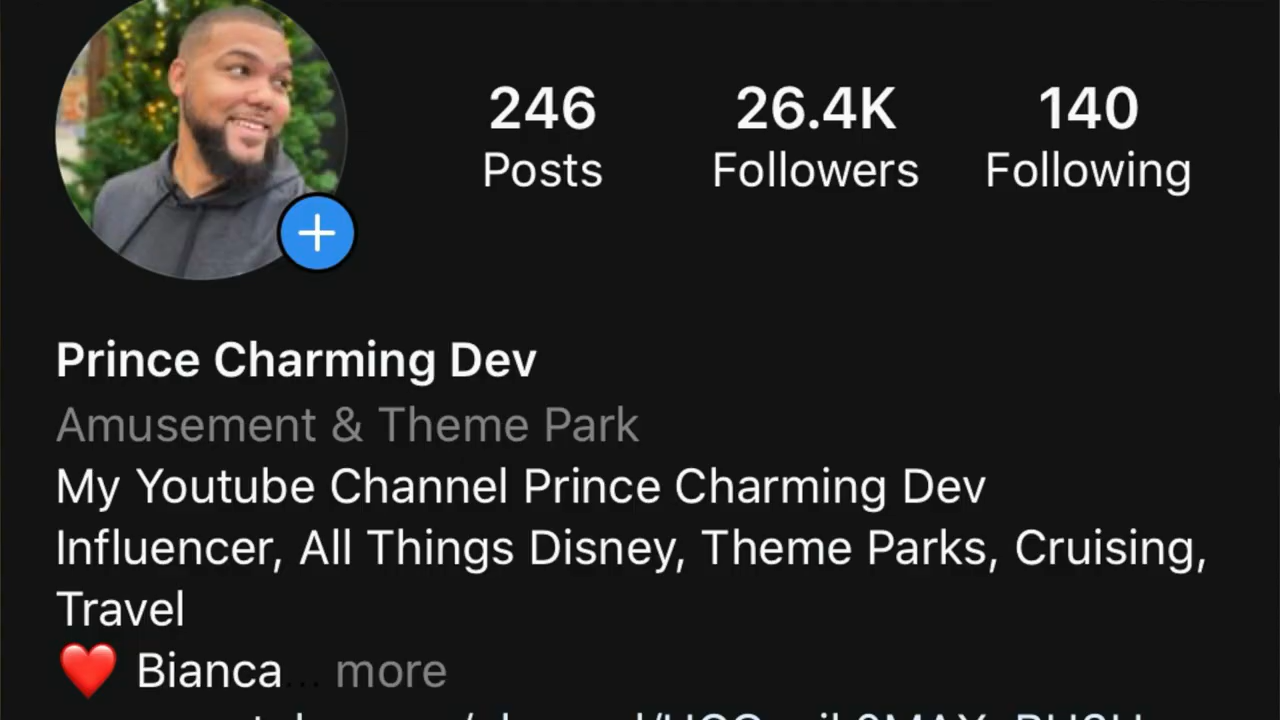 246 26.4K 140
Posts Followers Following
Prince Charming Dev
Amusement & Theme Park
My Youtube Channel Prince Charming Dev
Influencer, All Things Disney, Theme Parks, Cruising,
Travel
❤️ Bianca... more